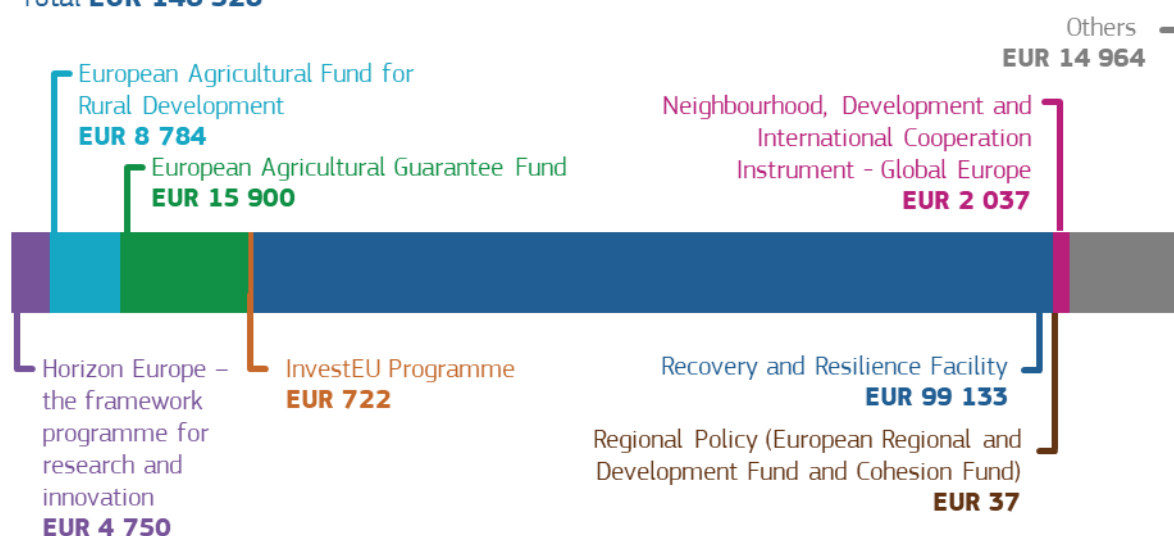 Total EUR
Others
EUR 14 964
European Agricultural Fund for
Rural Development
EUR 8 784
Neighbourhood, Development and
International Cooperation
Instrument - Global Europe
EUR 2 037
European Agricultural Guarantee Fund
EUR 15 900
Horizon Europe –
the framework
programme for
research and
innovation
EUR 4 750
InvestEU Programme
EUR 722
Recovery and Resilience Facility
EUR 99 133
Regional Policy (European Regional and
Development Fund and Cohesion Fund)
EUR 37